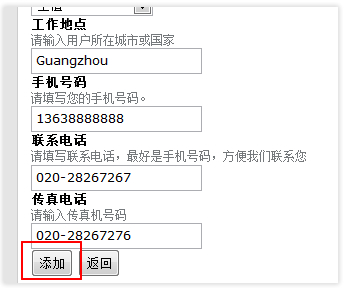 工作地点
请输入用户所在城市或国家
Guangzhou
手机号码
请填写您的手机号码。
13638888888
联系电话
请填写联系电话，最好是手机号码，方便我们联系您
020-28267267
传真电话
请输入传真机号码
020-28267276
添加 返回